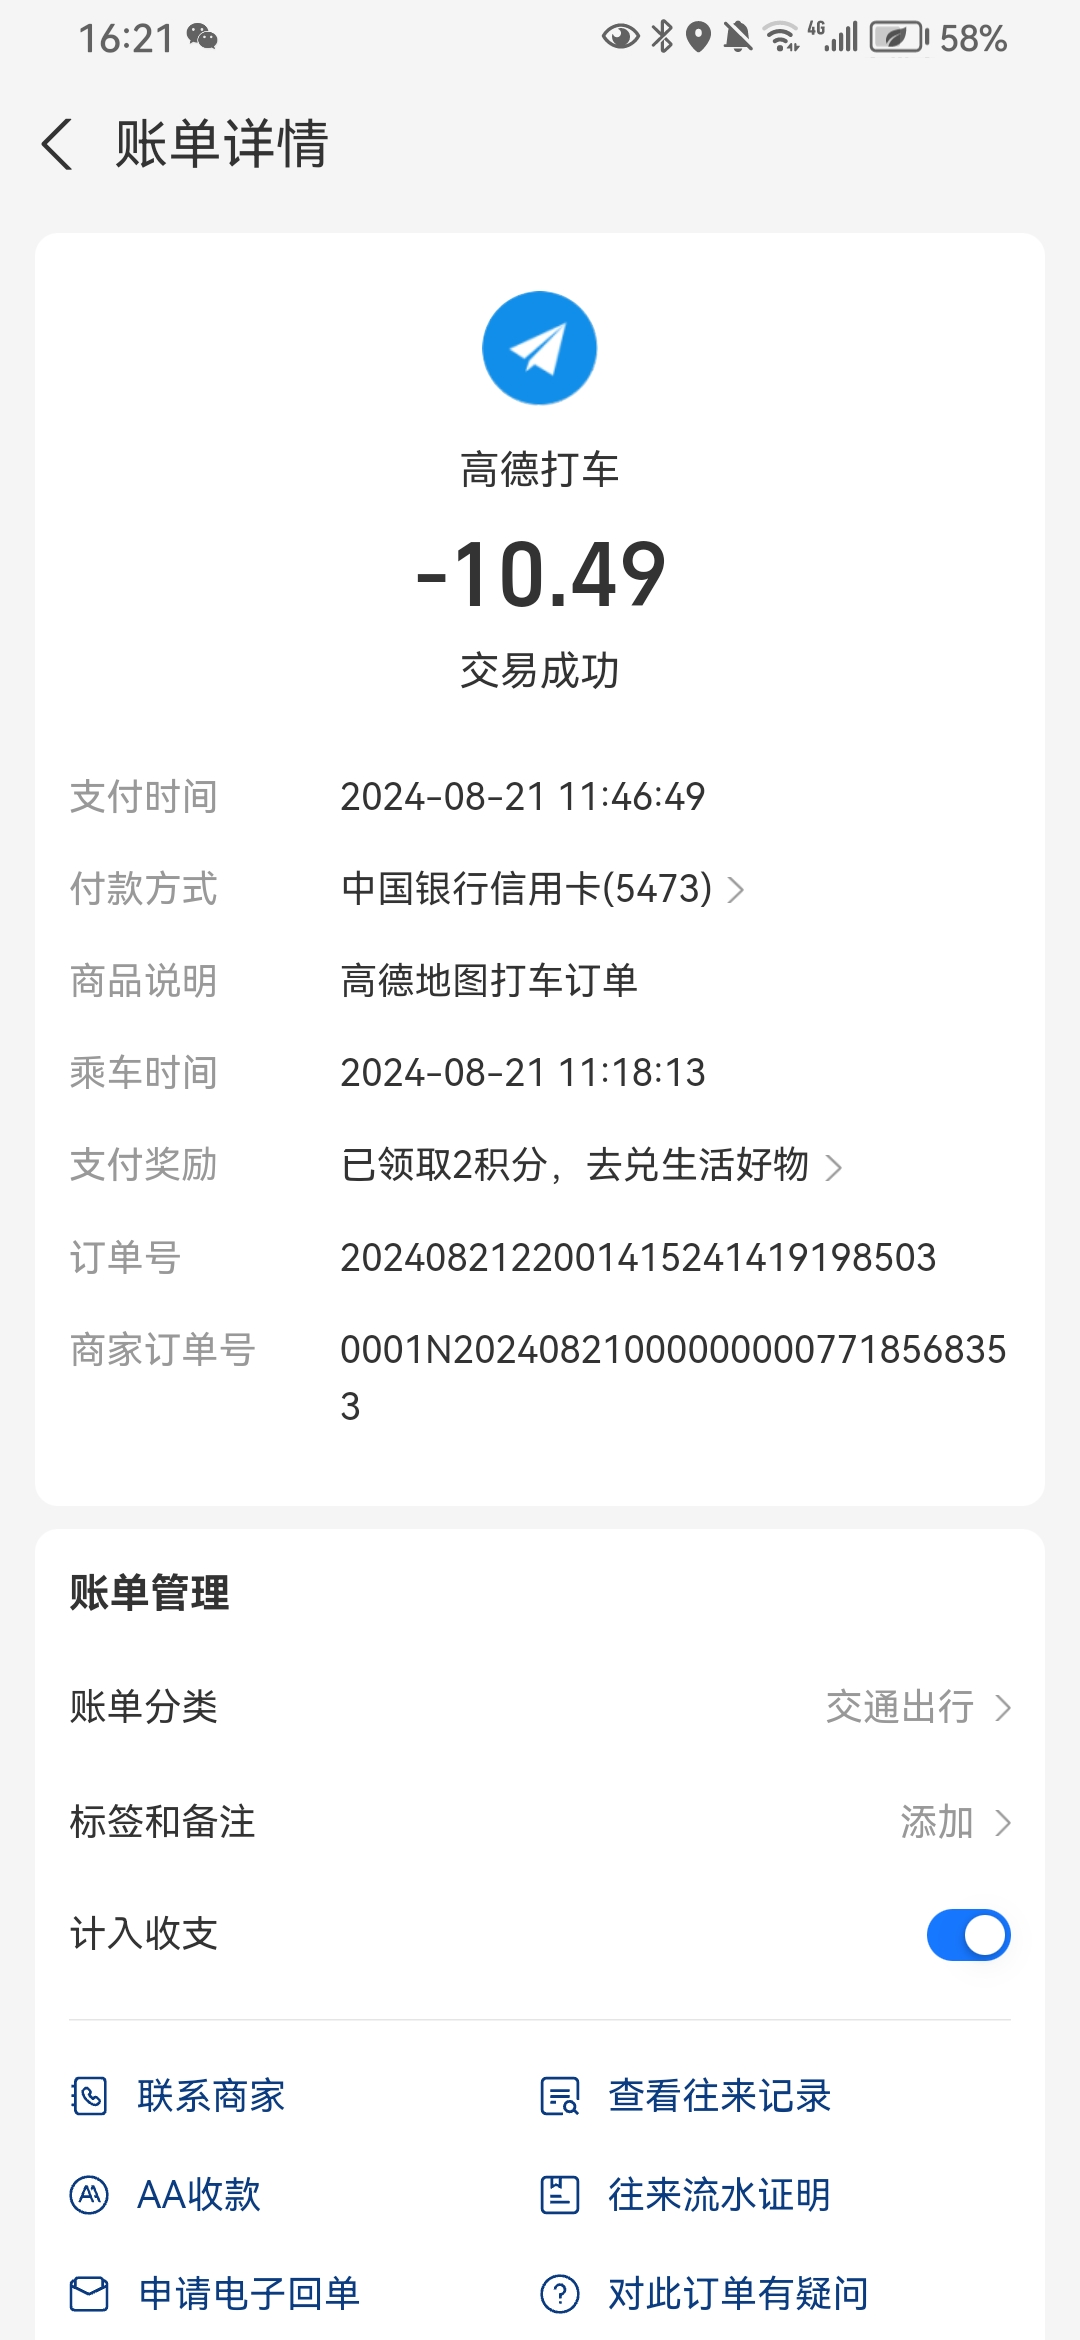 16:21
4G
58%
账单详情
高德打车
-10.49
交易成功
支付时间 2024-08-21 11:46:49
付款方式 中国银行信用卡(5473)
商品说明 高德地图打车订单
乘车时间 2024-08-21 11:18:13
支付奖励 已领取2积分，去兑生活好物
订单号 2024082122001415241419198503
商家订单号 0001N20240821000000000771856835
3
账单管理
账单分类 交通出行
标签和备注 添加
计入收支
联系商家 查看往来记录
AA收款 往来流水证明
申请电子回单 对此订单有疑问